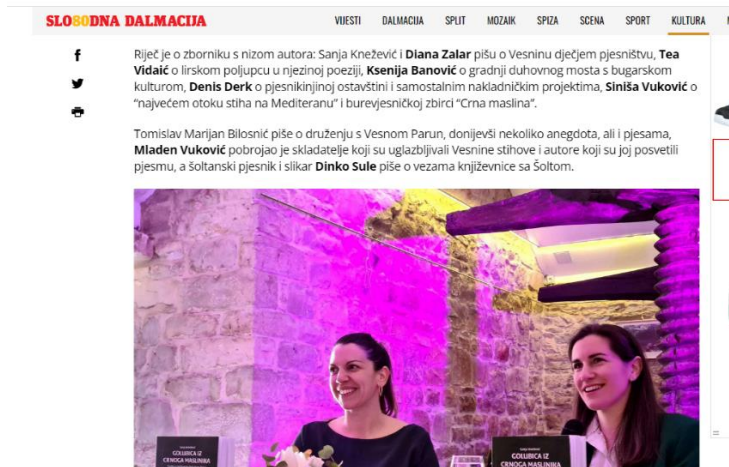 SLOBODNA DALMACIJA
VIJESTI DALMACIJA SPLIT MOZAIK SPIZA SCENA SPORT KULTURA
Riječ je o zborniku s nizom autora: Sanja Knežević i Diana Zalar pišu o Vesninu dječjem pjesništvu, Tea
Vidaić o lirskom poljupcu u njezinoj poeziji, Ksenija Banović o gradnji duhovnog mosta s bugarskom
kulturom, Denis Derk o pjesnikinjinoj ostavštini i samostalnim nakladničkim projektima, Siniša Vuković o
“najvećem otoku stiha na Mediteranu” i burevjesničkoj zbirci “Crna maslina”.
Tomislav Marijan Bilosnić piše o druženju s Vesnom Parun, donijevši nekoliko anegdota, ali i pjesama,
Mladen Vuković pobrojao je skladatelje koji su uglazbljivali Vesnine stihove i autore koji su joj posvetili
pjesmu, a šoltanski pjesnik i slikar Dinko Sule piše o vezama književnice sa Šoltom.
GOLUBICA IZ
CRNOGA MASLINIKA
GOLUBICA IZ
CRNOGA MASLINIKA